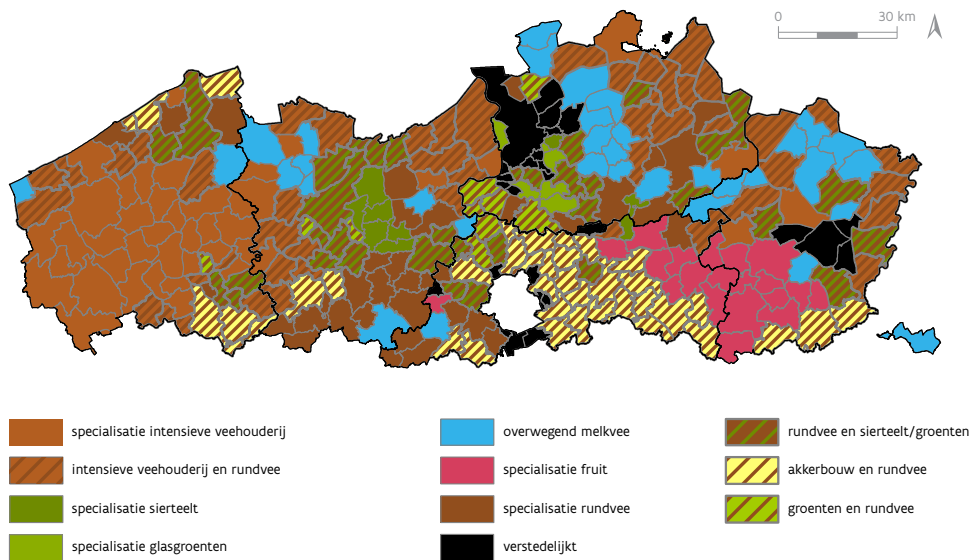 0 30 km
specialisatie intensieve veehouderij
intensieve veehouderij en rundvee
specialisatie sierteelt
specialisatie glasgroenten
overwegend melkvee
specialisatie fruit
specialisatie rundvee
verstedelijkt
rundvee en sierteelt/groenten
akkerbouw en rundvee
groenten en rundvee